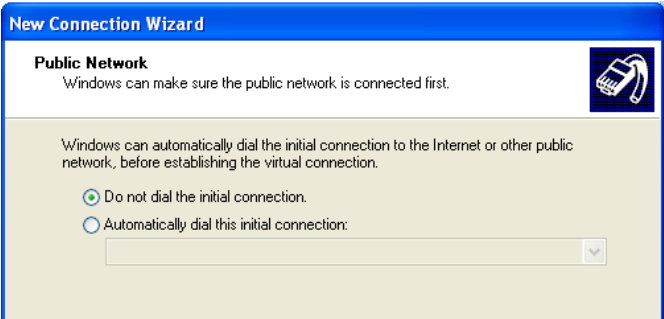 New Connection Wizard
Public Network
Windows can make sure the public network is connected first.
Windows can automatically dial the initial connection to the Internet or other public
network, before establishing the virtual connection.
Do not dial the initial connection.
Automatically dial this initial connection: